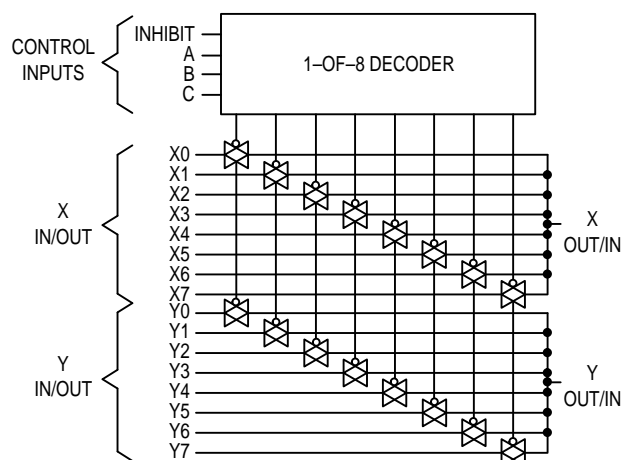 CONTROL
INPUTS
INHIBIT
A
B
C
1–OF–8 DECODER
X
IN/OUT
X0
X1
X2
X3
X4
X5
X6
X7
X
OUT/IN
Y
IN/OUT
Y0
Y1
Y2
Y3
Y4
Y5
Y6
Y7
Y
OUT/IN